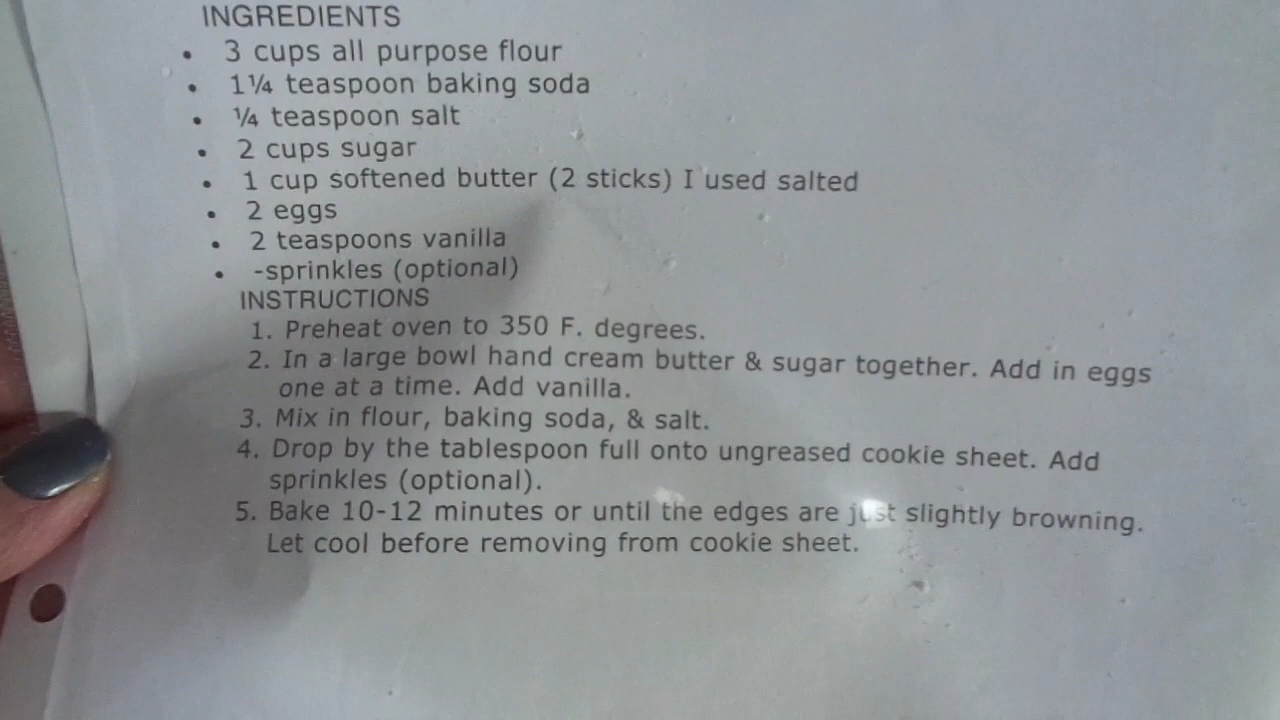 INGREDIENTS
• 3 cups all purpose flour
• 1¼ teaspoon baking soda
• ¼ teaspoon salt
• 2 cups sugar
• 1 cup softened butter (2 sticks) I used salted
• 2 eggs
• 2 teaspoons vanilla
• -sprinkles (optional)
INSTRUCTIONS
1. Preheat oven to 350 F. degrees.
2. In a large bowl hand cream butter & sugar together. Add in eggs
one at a time. Add vanilla.
3. Mix in flour, baking soda, & salt.
4. Drop by the tablespoon full onto ungreased cookie sheet. Add
sprinkles (optional).
5. Bake 10-12 minutes or until the edges are just slightly browning.
Let cool before removing from cookie sheet.